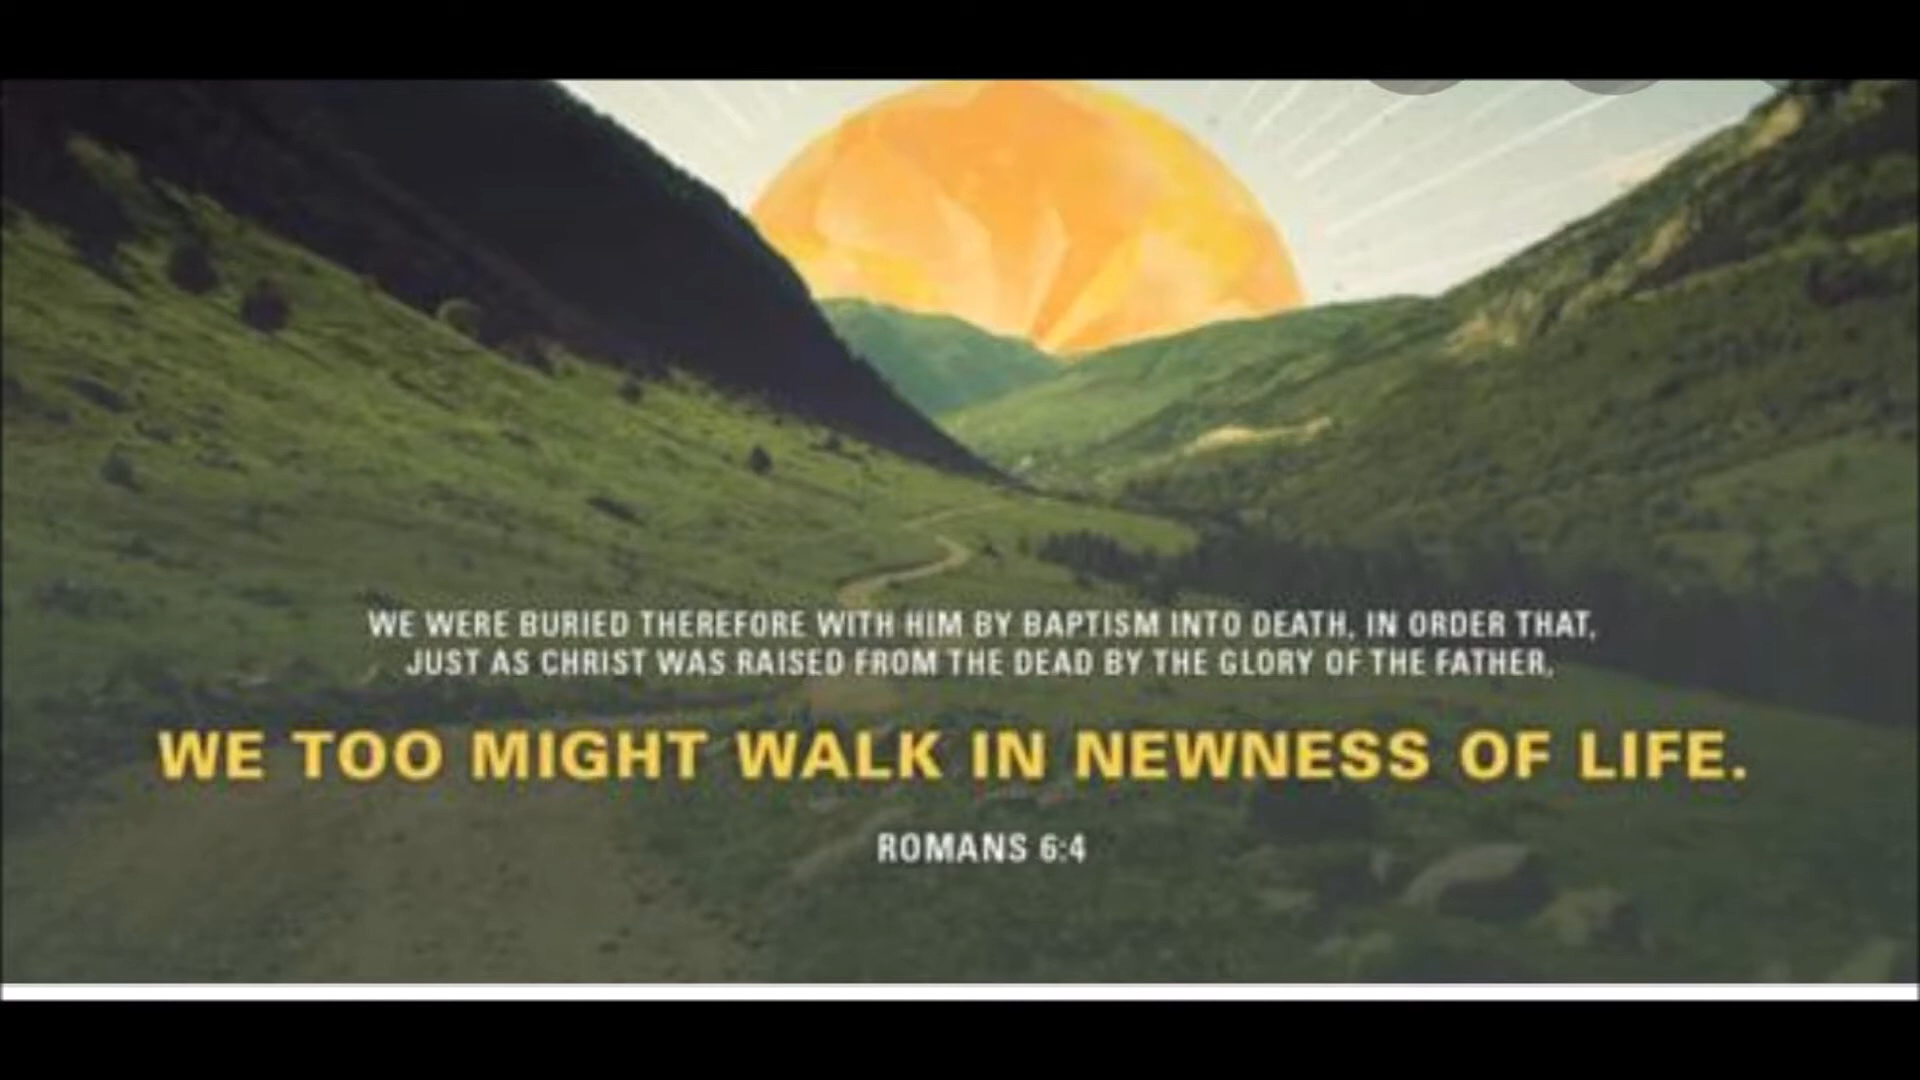 WE WERE BURIED THEREFORE WITH HIM BY BAPTISM INTO DEATH, IN ORDER THAT,
JUST AS CHRIST WAS RAISED FROM THE DEAD BY THE GLORY OF THE FATHER,
WE TOO MIGHT WALK IN NEWNESS OF LIFE.
ROMANS 6:4